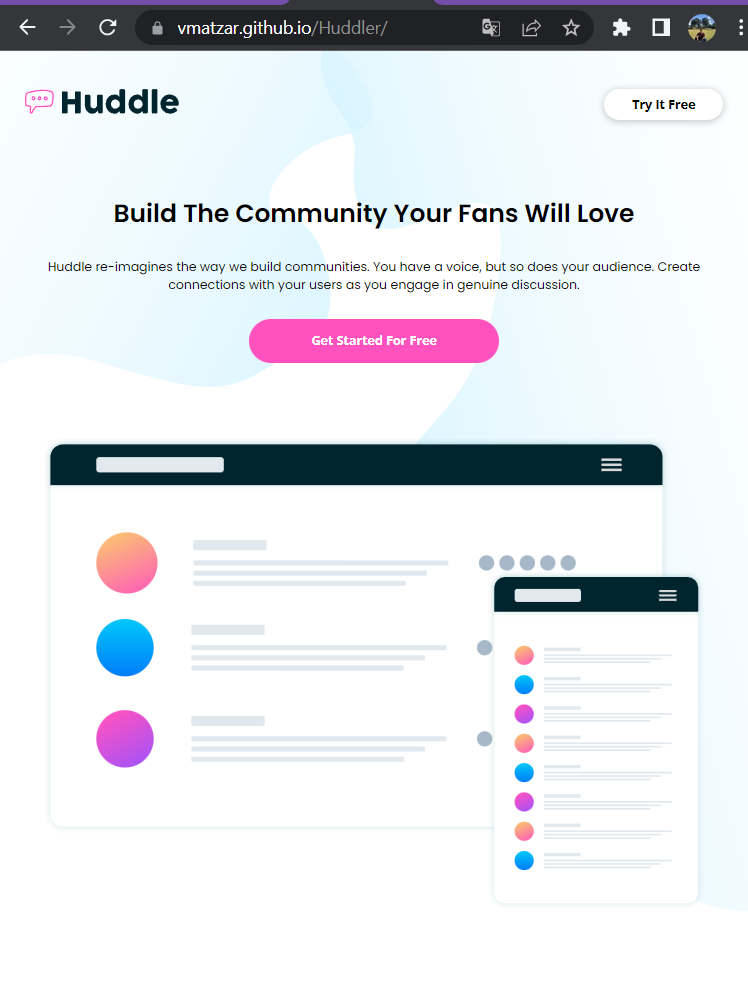 vmatzar.github.io/Huddler/
Huddle
Try It Free
Build The Community Your Fans Will Love
Huddle re-imagines the way we build communities. You have a voice, but so does your audience. Create
connections with your users as you engage in genuine discussion.
Get Started For Free